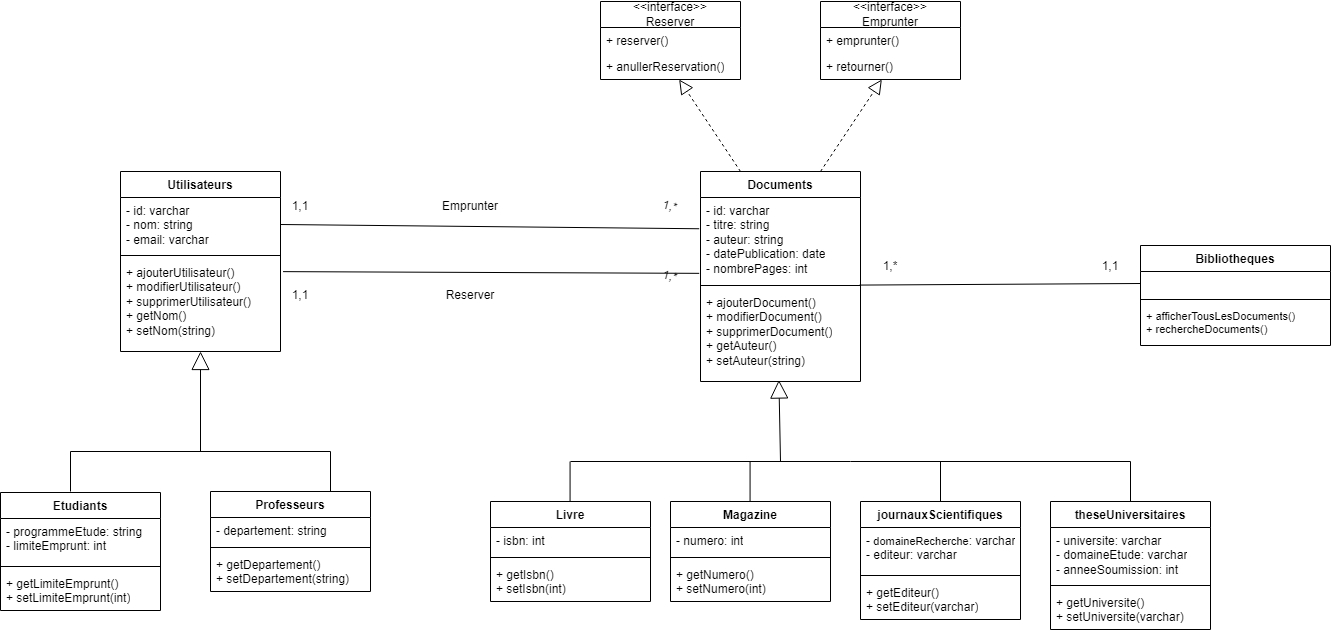 <<interface>>
Reserver
+ reserver()
+ anullerReservation()
<<interface>>
Emprunter
+ emprunter()
+ retourner()
Utilisateurs
- id: varchar
- nom: string
- email: varchar
+ ajouterUtilisateur()
+ modifierUtilisateur()
+ supprimerUtilisateur()
+ getNom()
+ setNom(string)
1,1
Emprunter
1,*
1,1
Reserver
1,*
Documents
- id: varchar
- titre: string
- auteur: string
- datePublication: date
- nombrePages: int
+ ajouterDocument()
+ modifierDocument()
+ supprimerDocument()
+ getAuteur()
+ setAuteur(string)
1,*
1,1
Bibliotheques
+ afficherTousLesDocuments()
+ rechercheDocuments()
Etudiants
- programmeEtude: string
- limiteEmprunt: int
+ getLimiteEmprunt()
+ setLimiteEmprunt(int)
Professeurs
- departement: string
+ getDepartement()
+ setDepartement(string)
Livre
- isbn: int
+ getIsbn()
+ setIsbn(int)
Magazine
- numero: int
+ getNumero()
+ setNumero(int)
journauxScientifiques
- domaineRecherche: varchar
- editeur: varchar
+ getEditeur()
+ setEditeur(varchar)
theseUniversitaires
- universite: varchar
- domaineEtude: varchar
- anneeSoumission: int
+ getUniversite()
+ setUniversite(varchar)